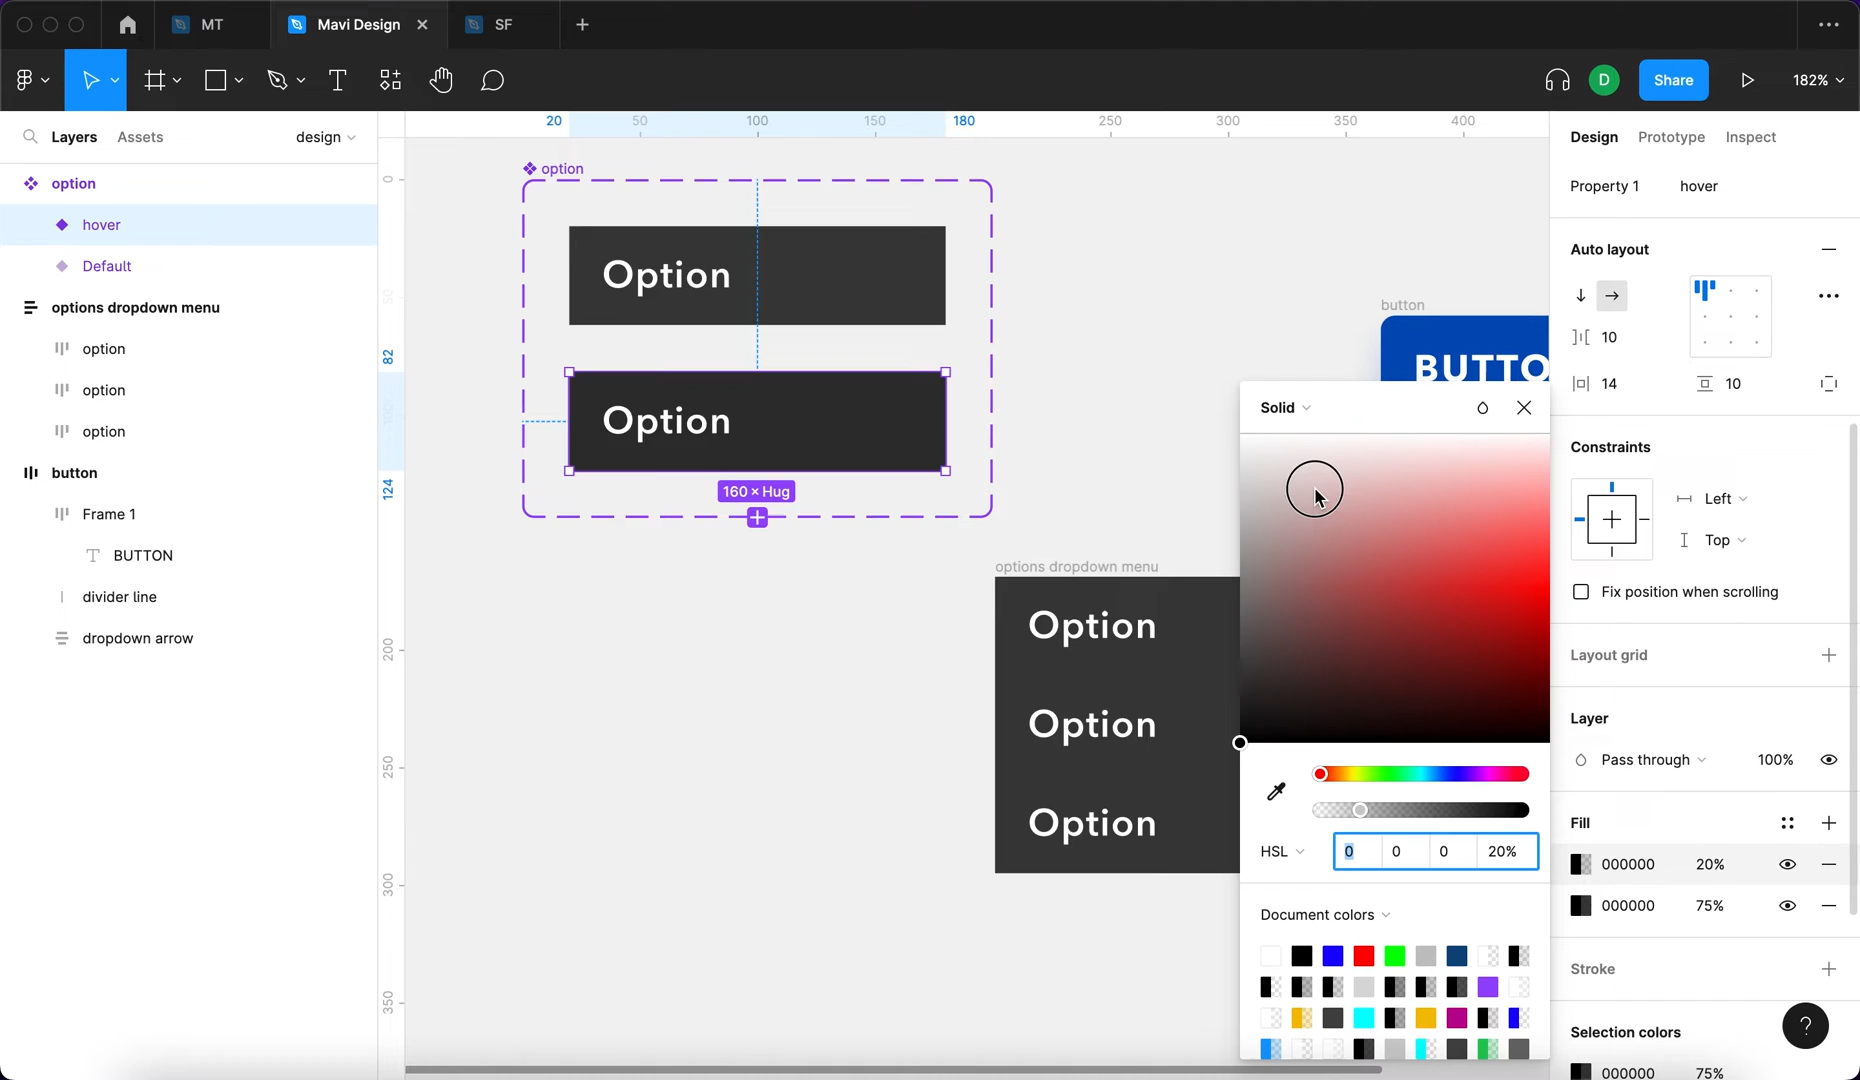 MT
Mavi Design
SF
D
Share
182%
Layers
Assets
design
20
50
100
150
180
250
300
350
400
Design
Prototype
Inspect
option
hover
Default
options dropdown menu
option
option
option
button
Frame 1
BUTTON
divider line
dropdown arrow
0
50
82
100
124
200
250
300
350
option
Option
Option
160 × Hug
button
BUTTO
options dropdown menu
Option
Option
Option
Solid
HSL
0
0
0
20%
Document colors
Property 1
hover
Auto layout
10
14
10
Constraints
Left
Top
Fix position when scrolling
Layout grid
Layer
Pass through
100%
Fill
000000
20%
000000
75%
Stroke
Selection colors
000000
75%
?